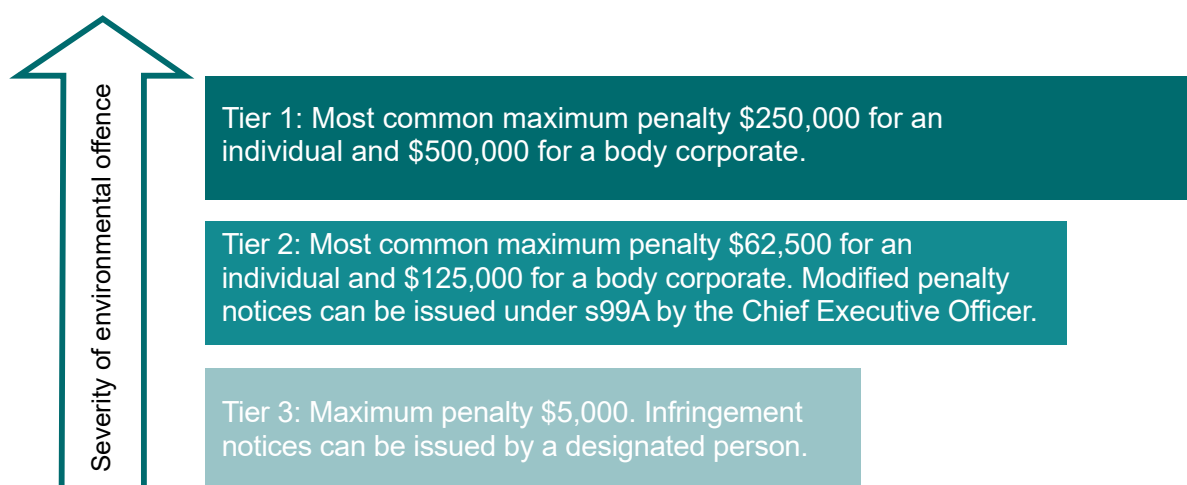 Severity of environmental offence
Tier 1: Most common maximum penalty $250,000 for an
individual and $500,000 for a body corporate.
Tier 2: Most common maximum penalty $62,500 for an
individual and $125,000 for a body corporate. Modified penalty
notices can be issued under s99A by the Chief Executive Officer.
Tier 3: Maximum penalty $5,000. Infringement
notices can be issued by a designated person.